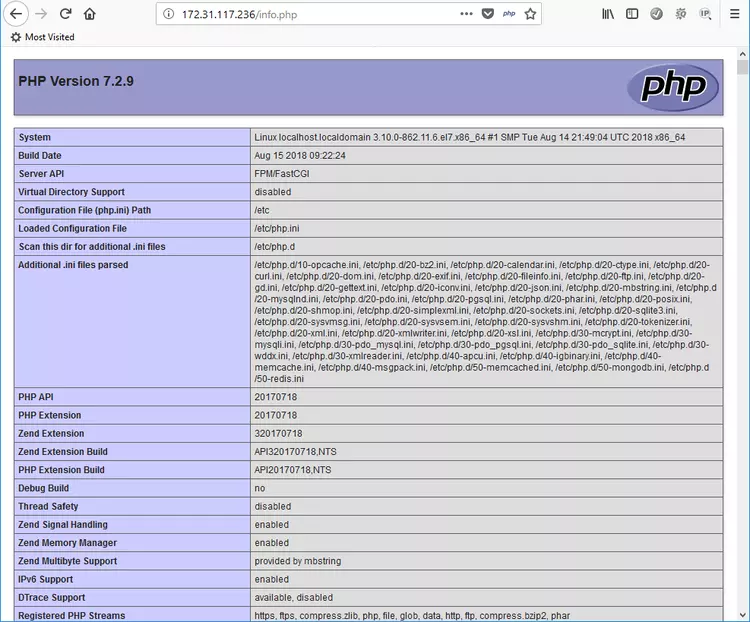 172.31.117.236/info.php
php
IP
Most Visited
PHP Version 7.2.9
php
System Linux localhost.localdomain 3.10.0-862.11.6.el7.x86_64 #1 SMP Tue Aug 14 21:49:04 UTC 2018 x86_64
Build Date Aug 15 2018 09:22:24
Server API FPM/FastCGI
Virtual Directory Support disabled
Configuration File (php.ini) Path /etc
Loaded Configuration File /etc/php.ini
Scan this dir for additional .ini files /etc/php.d
Additional .ini files parsed /etc/php.d/10-opcache.ini, /etc/php.d/20-bz2.ini, /etc/php.d/20-calendar.ini, /etc/php.d/20-ctype.ini, /etc/php.d/20-
curl.ini, /etc/php.d/20-dom.ini, /etc/php.d/20-exif.ini, /etc/php.d/20-fileinfo.ini, /etc/php.d/20-ftp.ini, /etc/php.d/20-
gd.ini, /etc/php.d/20-gettext.ini, /etc/php.d/20-iconv.ini, /etc/php.d/20-json.ini, /etc/php.d/20-mbstring.ini, /etc/php.d
/20-mysqlnd.ini, /etc/php.d/20-pdo.ini, /etc/php.d/20-pgsql.ini, /etc/php.d/20-phar.ini, /etc/php.d/20-posix.ini,
/etc/php.d/20-shmop.ini, /etc/php.d/20-simplexml.ini, /etc/php.d/20-sockets.ini, /etc/php.d/20-sqlite3.ini,
/etc/php.d/20-sysvmsg.ini, /etc/php.d/20-sysvsem.ini, /etc/php.d/20-sysvshm.ini, /etc/php.d/20-tokenizer.ini,
/etc/php.d/20-xml.ini, /etc/php.d/20-xmlwriter.ini, /etc/php.d/20-xsl.ini, /etc/php.d/30-mcrypt.ini, /etc/php.d/30-
mysqli.ini, /etc/php.d/30-pdo_mysql.ini, /etc/php.d/30-pdo_pgsql.ini, /etc/php.d/30-pdo_sqlite.ini, /etc/php.d/30-
wddx.ini, /etc/php.d/30-xmlreader.ini, /etc/php.d/40-apcu.ini, /etc/php.d/40-igbinary.ini, /etc/php.d/40-
memcache.ini, /etc/php.d/40-msgpack.ini, /etc/php.d/50-memcached.ini, /etc/php.d/50-mongodb.ini, /etc/php.d
/50-redis.ini
PHP API 20170718
PHP Extension 20170718
Zend Extension 320170718
Zend Extension Build API320170718,NTS
PHP Extension Build API20170718,NTS
Debug Build no
Thread Safety disabled
Zend Signal Handling enabled
Zend Memory Manager enabled
Zend Multibyte Support provided by mbstring
IPv6 Support enabled
DTrace Support available, disabled
Registered PHP Streams https, ftps, compress.zlib, php, file, glob, data, http, ftp, compress.bzip2, phar